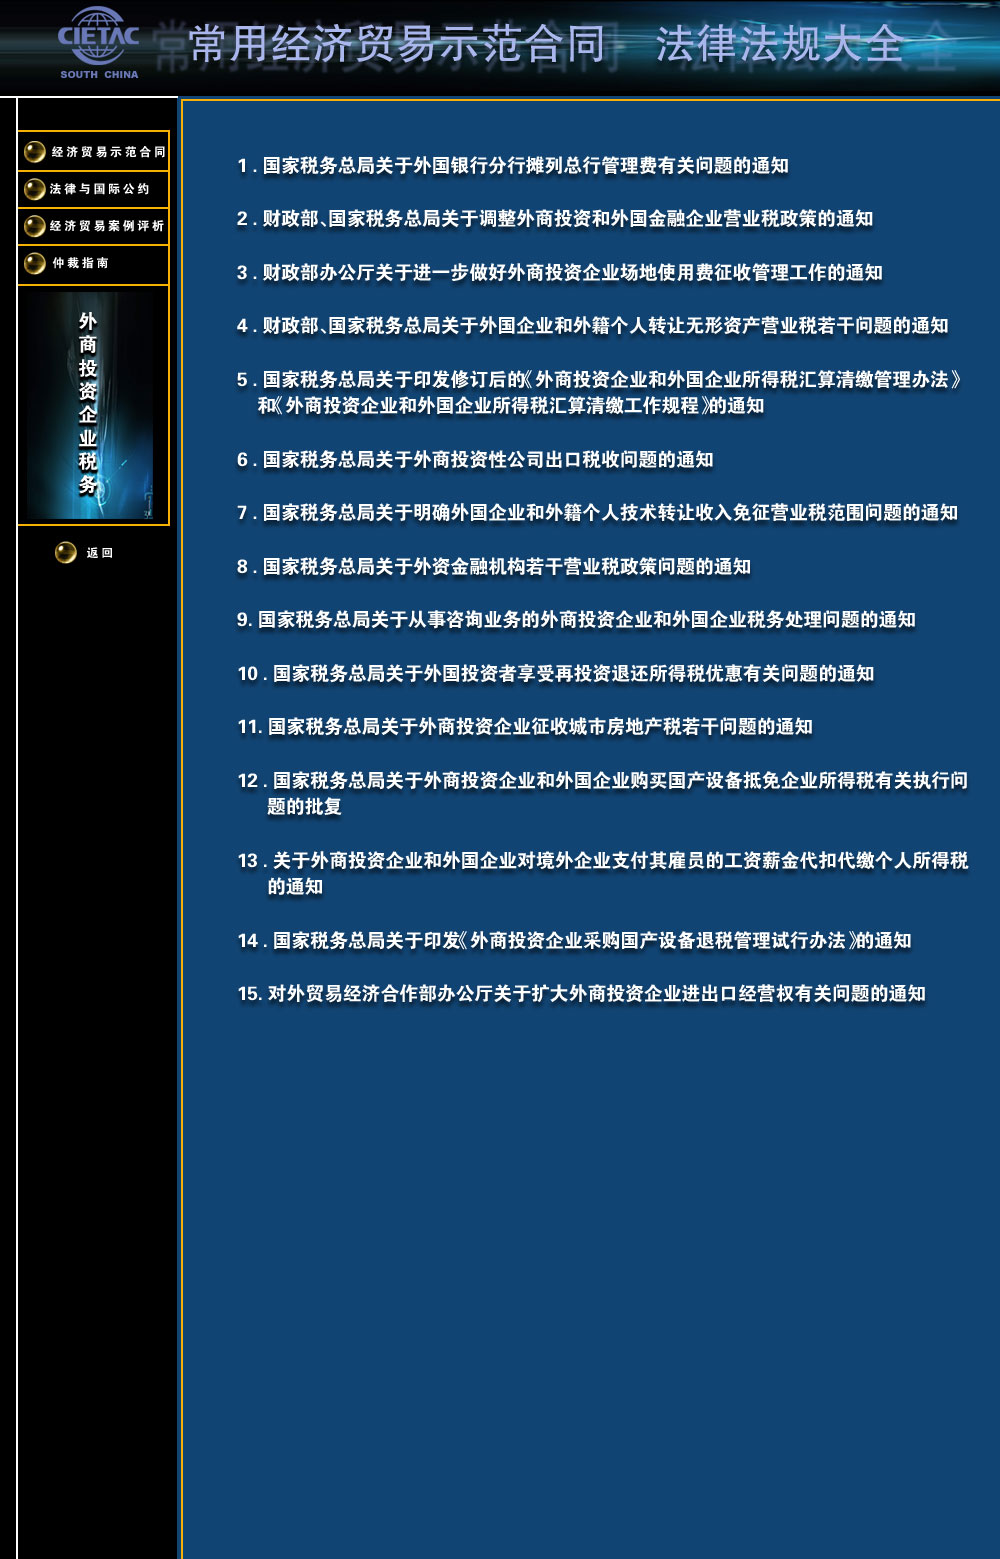 CIETAC
SOUTH CHINA
常用经济贸易示范合同 法律法规大全
经济贸易示范合同
法律与国际公约
经济贸易案例评析
仲裁指南
外商投资企业税务
返回
1 . 国家税务总局关于外国银行分行摊列总行管理费有关问题的通知
2 . 财政部、国家税务总局关于调整外商投资和外国金融企业营业税政策的通知
3 . 财政部办公厅关于进一步做好外商投资企业场地使用费征收管理工作的通知
4 . 财政部、国家税务总局关于外国企业和外籍个人转让无形资产营业税若干问题的通知
5 . 国家税务总局关于印发修订后的《外商投资企业和外国企业所得税汇算清缴管理办法》
和《外商投资企业和外国企业所得税汇算清缴工作规程》的通知
6 . 国家税务总局关于外商投资性公司出口税收问题的通知
7 . 国家税务总局关于明确外国企业和外籍个人技术转让收入免征营业税范围问题的通知
8 . 国家税务总局关于外资金融机构若干营业税政策问题的通知
9. 国家税务总局关于从事咨询业务的外商投资企业和外国企业税务处理问题的通知
10 . 国家税务总局关于外国投资者享受再投资退还所得税优惠有关问题的通知
11. 国家税务总局关于外商投资企业征收城市房地产税若干问题的通知
12 . 国家税务总局关于外商投资企业和外国企业购买国产设备抵免企业所得税有关执行问
题的批复
13 . 关于外商投资企业和外国企业对境外企业支付其雇员的工资薪金代扣代缴个人所得税
的通知
14 . 国家税务总局关于印发《外商投资企业采购国产设备退税管理试行办法》的通知
15. 对外贸易经济合作部办公厅关于扩大外商投资企业进出口经营权有关问题的通知